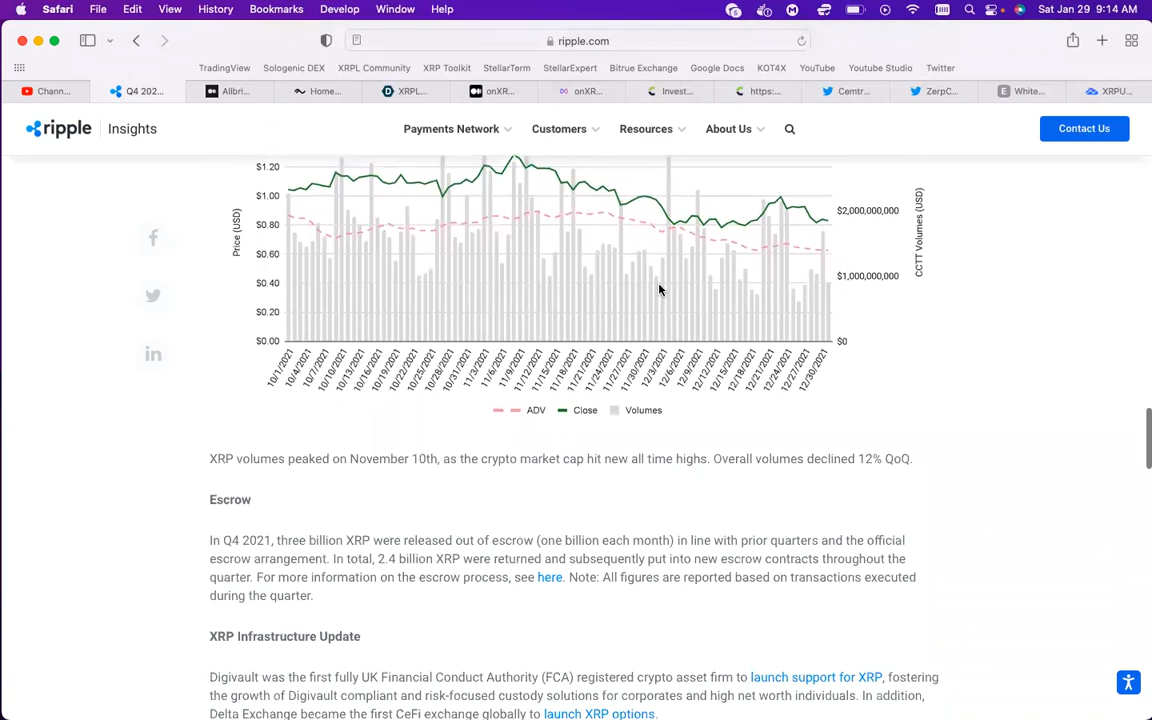 Safari File Edit View History Bookmarks Develop Window Help Sat Jan 29 9:14 AM
ripple.com
TradingView Sologenic DEX XRPL Community XRP Toolkit StellarTerm StellarExpert Bitrue Exchange Google Docs KOT4X YouTube Youtube Studio Twitter
Chann... Q4 202... Allbri... Home... XRPL... onXR... onXR... Invest... https:... Cemtr... ZerpC... White... XRPU...
ripple Insights Payments Network Customers Resources About Us Contact Us
$1.20
$1.00
$0.80 $2,000,000,000
$0.60
$0.40 $1,000,000,000
$0.20
$0.00 $0
Price (USD)
CCTT Volumes (USD)
10/1/2021 10/4/2021 10/7/2021 10/10/2021 10/13/2021 10/16/2021 10/19/2021 10/22/2021 10/25/2021 10/28/2021 10/31/2021 11/3/2021 11/6/2021 11/9/2021 11/12/2021 11/15/2021 11/18/2021 11/21/2021 11/24/2021 11/27/2021 11/30/2021 12/3/2021 12/6/2021 12/9/2021 12/12/2021 12/15/2021 12/18/2021 12/21/2021 12/24/2021 12/27/2021 12/30/2021
ADV Close Volumes
XRP volumes peaked on November 10th, as the crypto market cap hit new all time highs. Overall volumes declined 12% QoQ.
Escrow
In Q4 2021, three billion XRP were released out of escrow (one billion each month) in line with prior quarters and the official
escrow arrangement. In total, 2.4 billion XRP were returned and subsequently put into new escrow contracts throughout the
quarter. For more information on the escrow process, see here. Note: All figures are reported based on transactions executed
during the quarter.
XRP Infrastructure Update
Digivault was the first fully UK Financial Conduct Authority (FCA) registered crypto asset firm to launch support for XRP, fostering
the growth of Digivault compliant and risk-focused custody solutions for corporates and high net worth individuals. In addition,
Delta Exchange became the first CeFi exchange globally to launch XRP options.